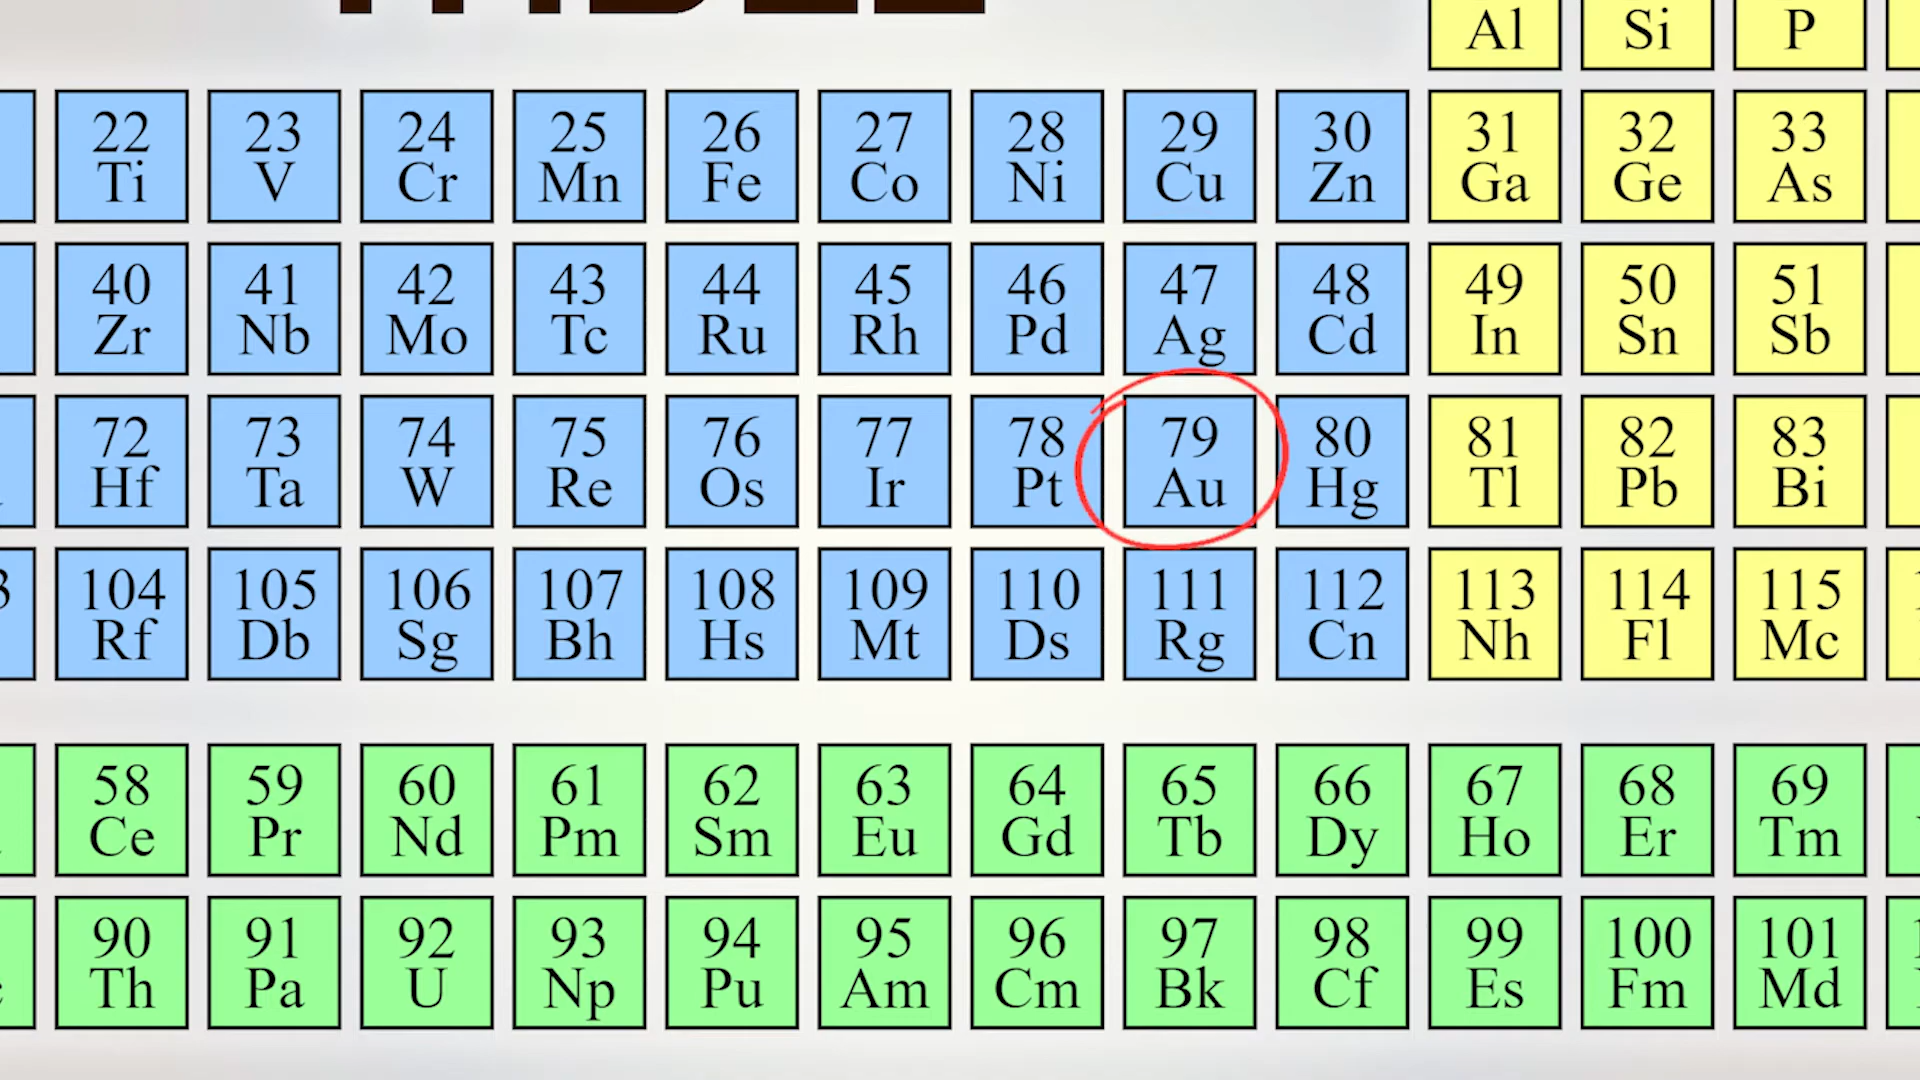 Al Si P
22 23 24 25 26 27 28 29 30 31 32 33
Ti V Cr Mn Fe Co Ni Cu Zn Ga Ge As
40 41 42 43 44 45 46 47 48 49 50 51
Zr Nb Mo Tc Ru Rh Pd Ag Cd In Sn Sb
72 73 74 75 76 77 78 79 80 81 82 83
Hf Ta W Re Os Ir Pt Au Hg Tl Pb Bi
104 105 106 107 108 109 110 111 112 113 114 115
Rf Db Sg Bh Hs Mt Ds Rg Cn Nh Fl Mc
58 59 60 61 62 63 64 65 66 67 68 69
Ce Pr Nd Pm Sm Eu Gd Tb Dy Ho Er Tm
90 91 92 93 94 95 96 97 98 99 100 101
Th Pa U Np Pu Am Cm Bk Cf Es Fm Md